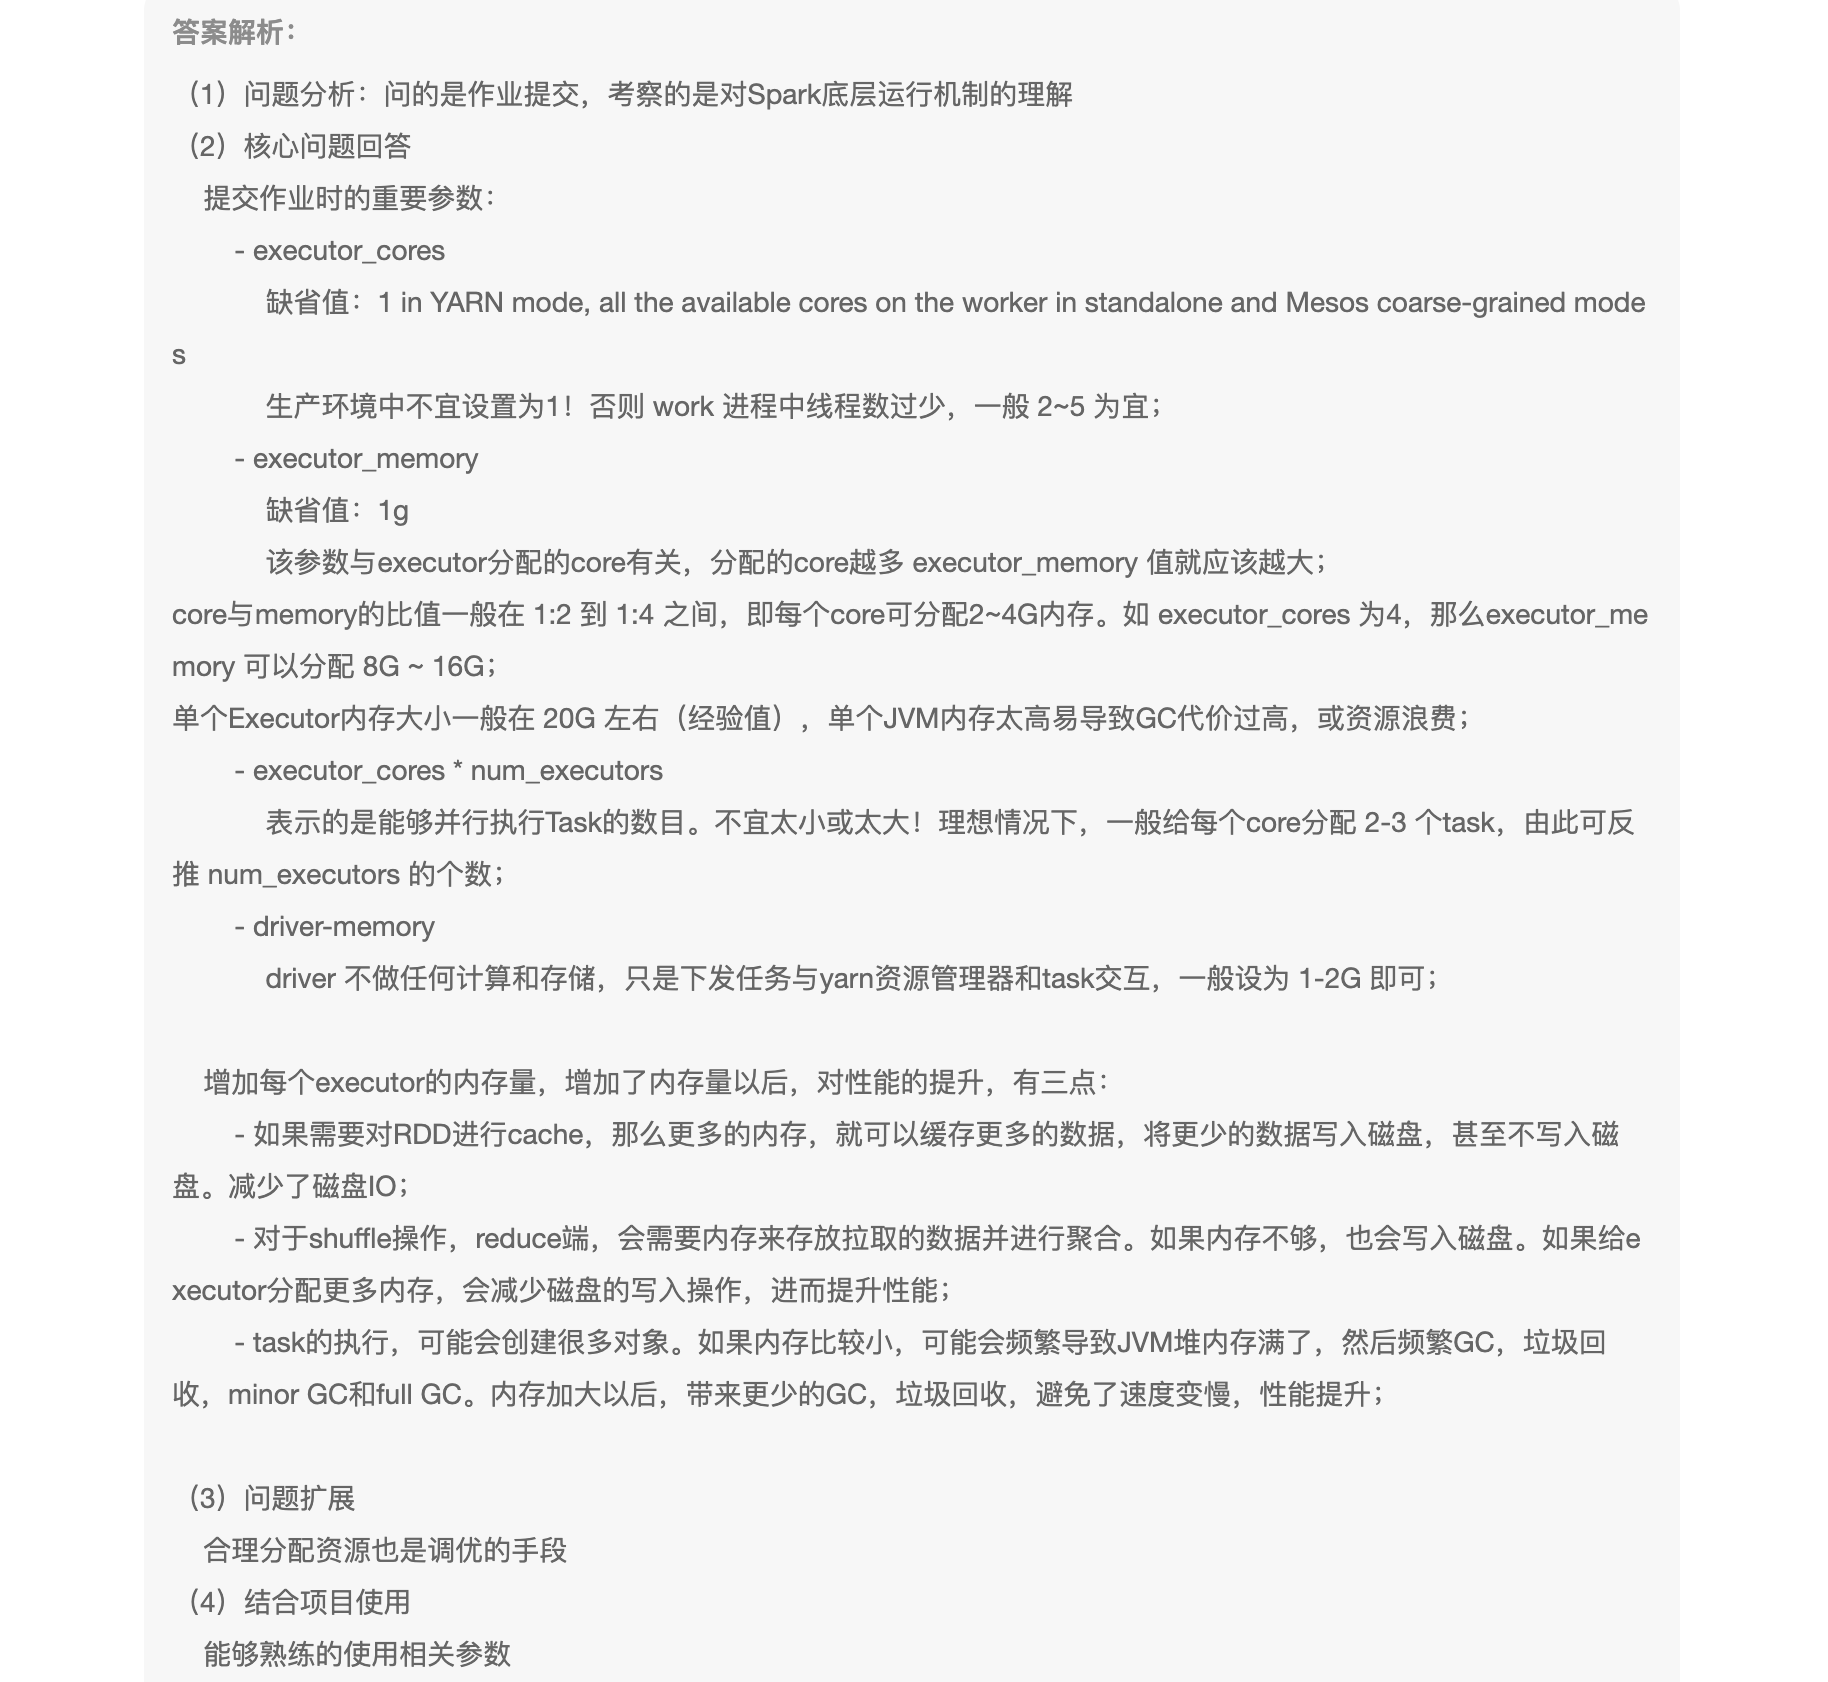 答案解析：
（1）问题分析：问的是作业提交，考察的是对Spark底层运行机制的理解
（2）核心问题回答
提交作业时的重要参数：
- executor_cores
缺省值：1 in YARN mode, all the available cores on the worker in standalone and Mesos coarse-grained mode
s
生产环境中不宜设置为1！否则 work 进程中线程数过少，一般 2~5 为宜；
- executor_memory
缺省值：1g
该参数与executor分配的core有关，分配的core越多 executor_memory 值就应该越大；
core与memory的比值一般在 1:2 到 1:4 之间，即每个core可分配2~4G内存。如 executor_cores 为4，那么executor_me
mory 可以分配 8G ~ 16G；
单个Executor内存大小一般在 20G 左右（经验值），单个JVM内存太高易导致GC代价过高，或资源浪费；
- executor_cores * num_executors
表示的是能够并行执行Task的数目。不宜太小或太大！理想情况下，一般给每个core分配 2-3 个task，由此可反
推 num_executors 的个数；
- driver-memory
driver 不做任何计算和存储，只是下发任务与yarn资源管理器和task交互，一般设为 1-2G 即可；
增加每个executor的内存量，增加了内存量以后，对性能的提升，有三点：
- 如果需要对RDD进行cache，那么更多的内存，就可以缓存更多的数据，将更少的数据写入磁盘，甚至不写入磁
盘。减少了磁盘IO；
- 对于shuffle操作，reduce端，会需要内存来存放拉取的数据并进行聚合。如果内存不够，也会写入磁盘。如果给e
xecutor分配更多内存，会减少磁盘的写入操作，进而提升性能；
- task的执行，可能会创建很多对象。如果内存比较小，可能会频繁导致JVM堆内存满了，然后频繁GC，垃圾回
收，minor GC和full GC。内存加大以后，带来更少的GC，垃圾回收，避免了速度变慢，性能提升；
（3）问题扩展
合理分配资源也是调优的手段
（4）结合项目使用
能够熟练的使用相关参数